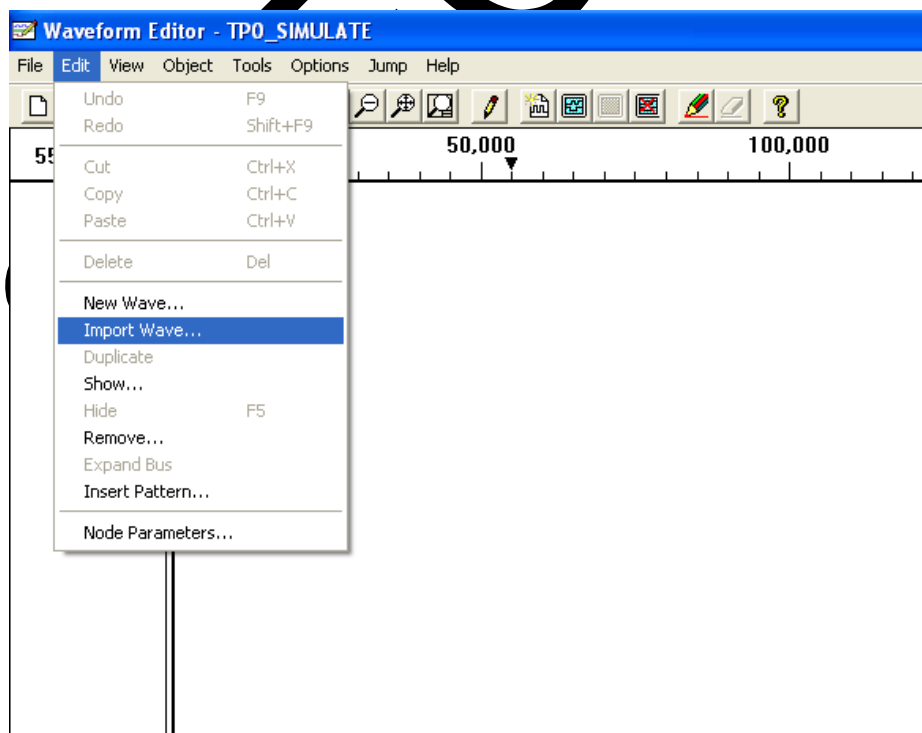 Waveform Editor - TP0_SIMULATE
File Edit View Object Tools Options Jump Help
Undo F9
Redo Shift+F9
50,000 100,000
55
Cut Ctrl+X
Copy Ctrl+C
Paste Ctrl+V
Delete Del
New Wave...
Import Wave...
Duplicate
Show...
Hide F5
Remove...
Expand Bus
Insert Pattern...
Node Parameters...